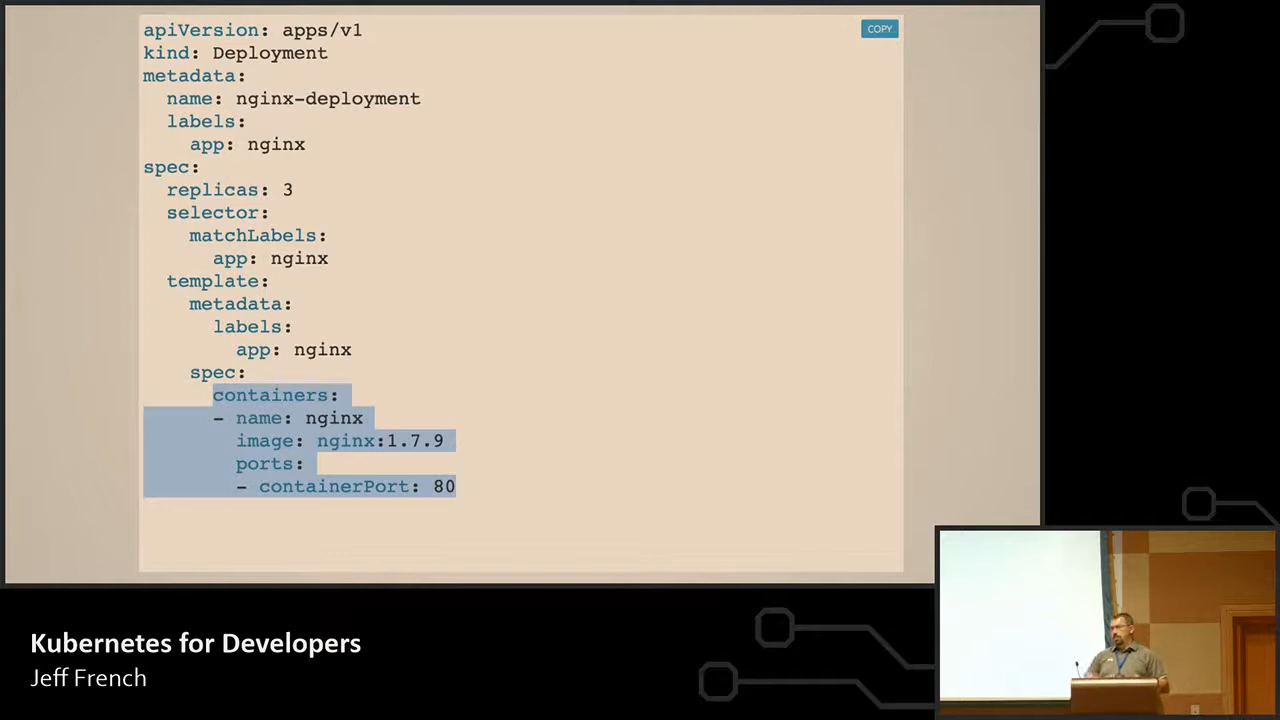 apiVersion: apps/v1
COPY
kind: Deployment
metadata:
  name: nginx-deployment
  labels:
    app: nginx
spec:
  replicas: 3
  selector:
    matchLabels:
      app: nginx
  template:
    metadata:
      labels:
        app: nginx
    spec:
      containers:
      - name: nginx
        image: nginx:1.7.9
        ports:
        - containerPort: 80
Kubernetes for Developers
Jeff French